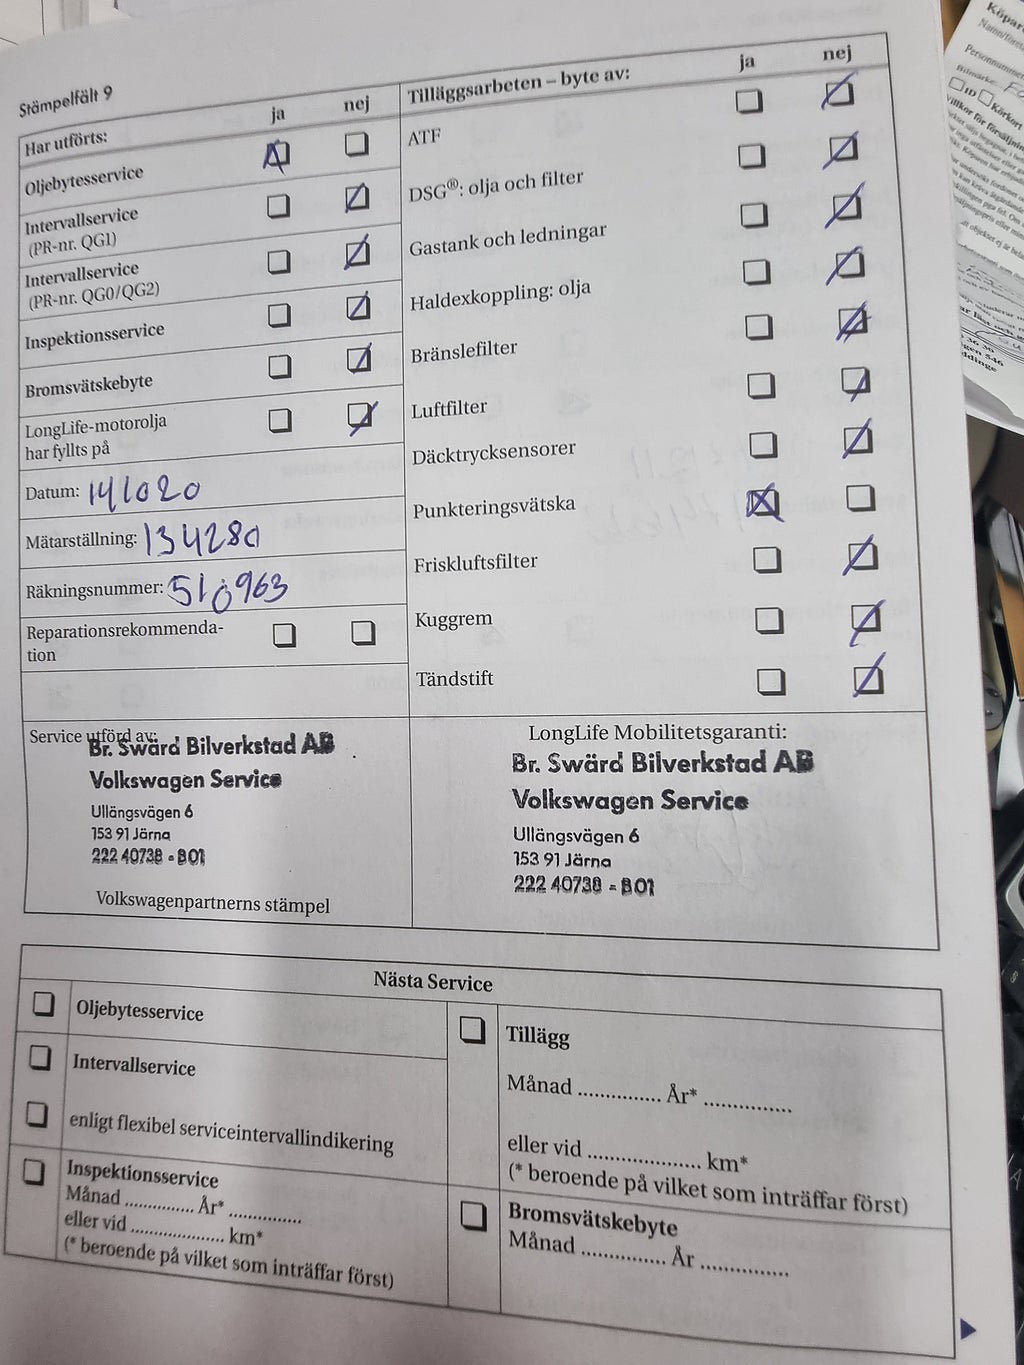 Stämpelfält 9
Har utförts: ja nej
Oljebytesservice
Intervallservice
(PR-nr. QG1)
Intervallservice
(PR-nr. QG0/QG2)
Inspektionsservice
Bromsvätskebyte
LongLife-motorolja
har fyllts på
Datum: 141020
Mätarställning: 134280
Räkningsnummer: 510963
Reparationsrekommenda-
tion
Tilläggsarbeten – byte av: ja nej
ATF
DSG®: olja och filter
Gastank och ledningar
Haldexkoppling: olja
Bränslefilter
Luftfilter
Däcktrycksensorer
Punkteringsvätska
Friskluftsfilter
Kuggrem
Tändstift
Service utförd av:
Br. Swärd Bilverkstad AB
Volkswagen Service
Ullängsvägen 6
153 91 Järna
222 40738 - B01
Volkswagenpartnerns stämpel
LongLife Mobilitetsgaranti:
Br. Swärd Bilverkstad AB
Volkswagen Service
Ullängsvägen 6
153 91 Järna
222 40738 - B01
Nästa Service
Oljebytesservice
Intervallservice
enligt flexibel serviceintervallindikering
Inspektionsservice
Månad .............. År* ..............
eller vid .................... km*
(* beroende på vilket som inträffar först)
Tillägg
Månad .............. År* ..............
eller vid .................... km*
(* beroende på vilket som inträffar först)
Bromsvätskebyte
Månad .............. År ..............
Personnummer
Bilmärke
ID Körkort